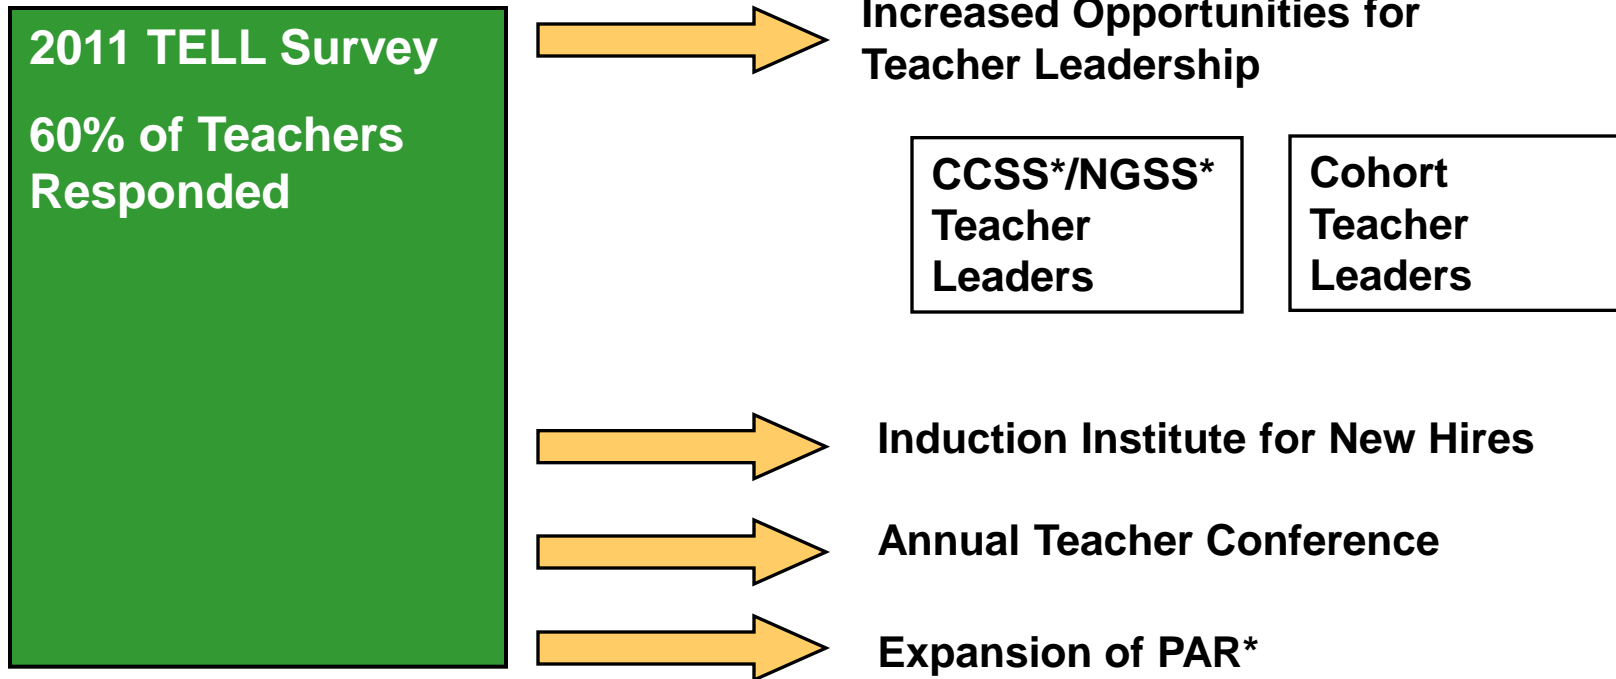 2011 TELL Survey
60% of Teachers
Responded
Increased Opportunities for
Teacher Leadership
CCSS*/NGSS*
Teacher
Leaders
Cohort
Teacher
Leaders
Induction Institute for New Hires
Annual Teacher Conference
Expansion of PAR*